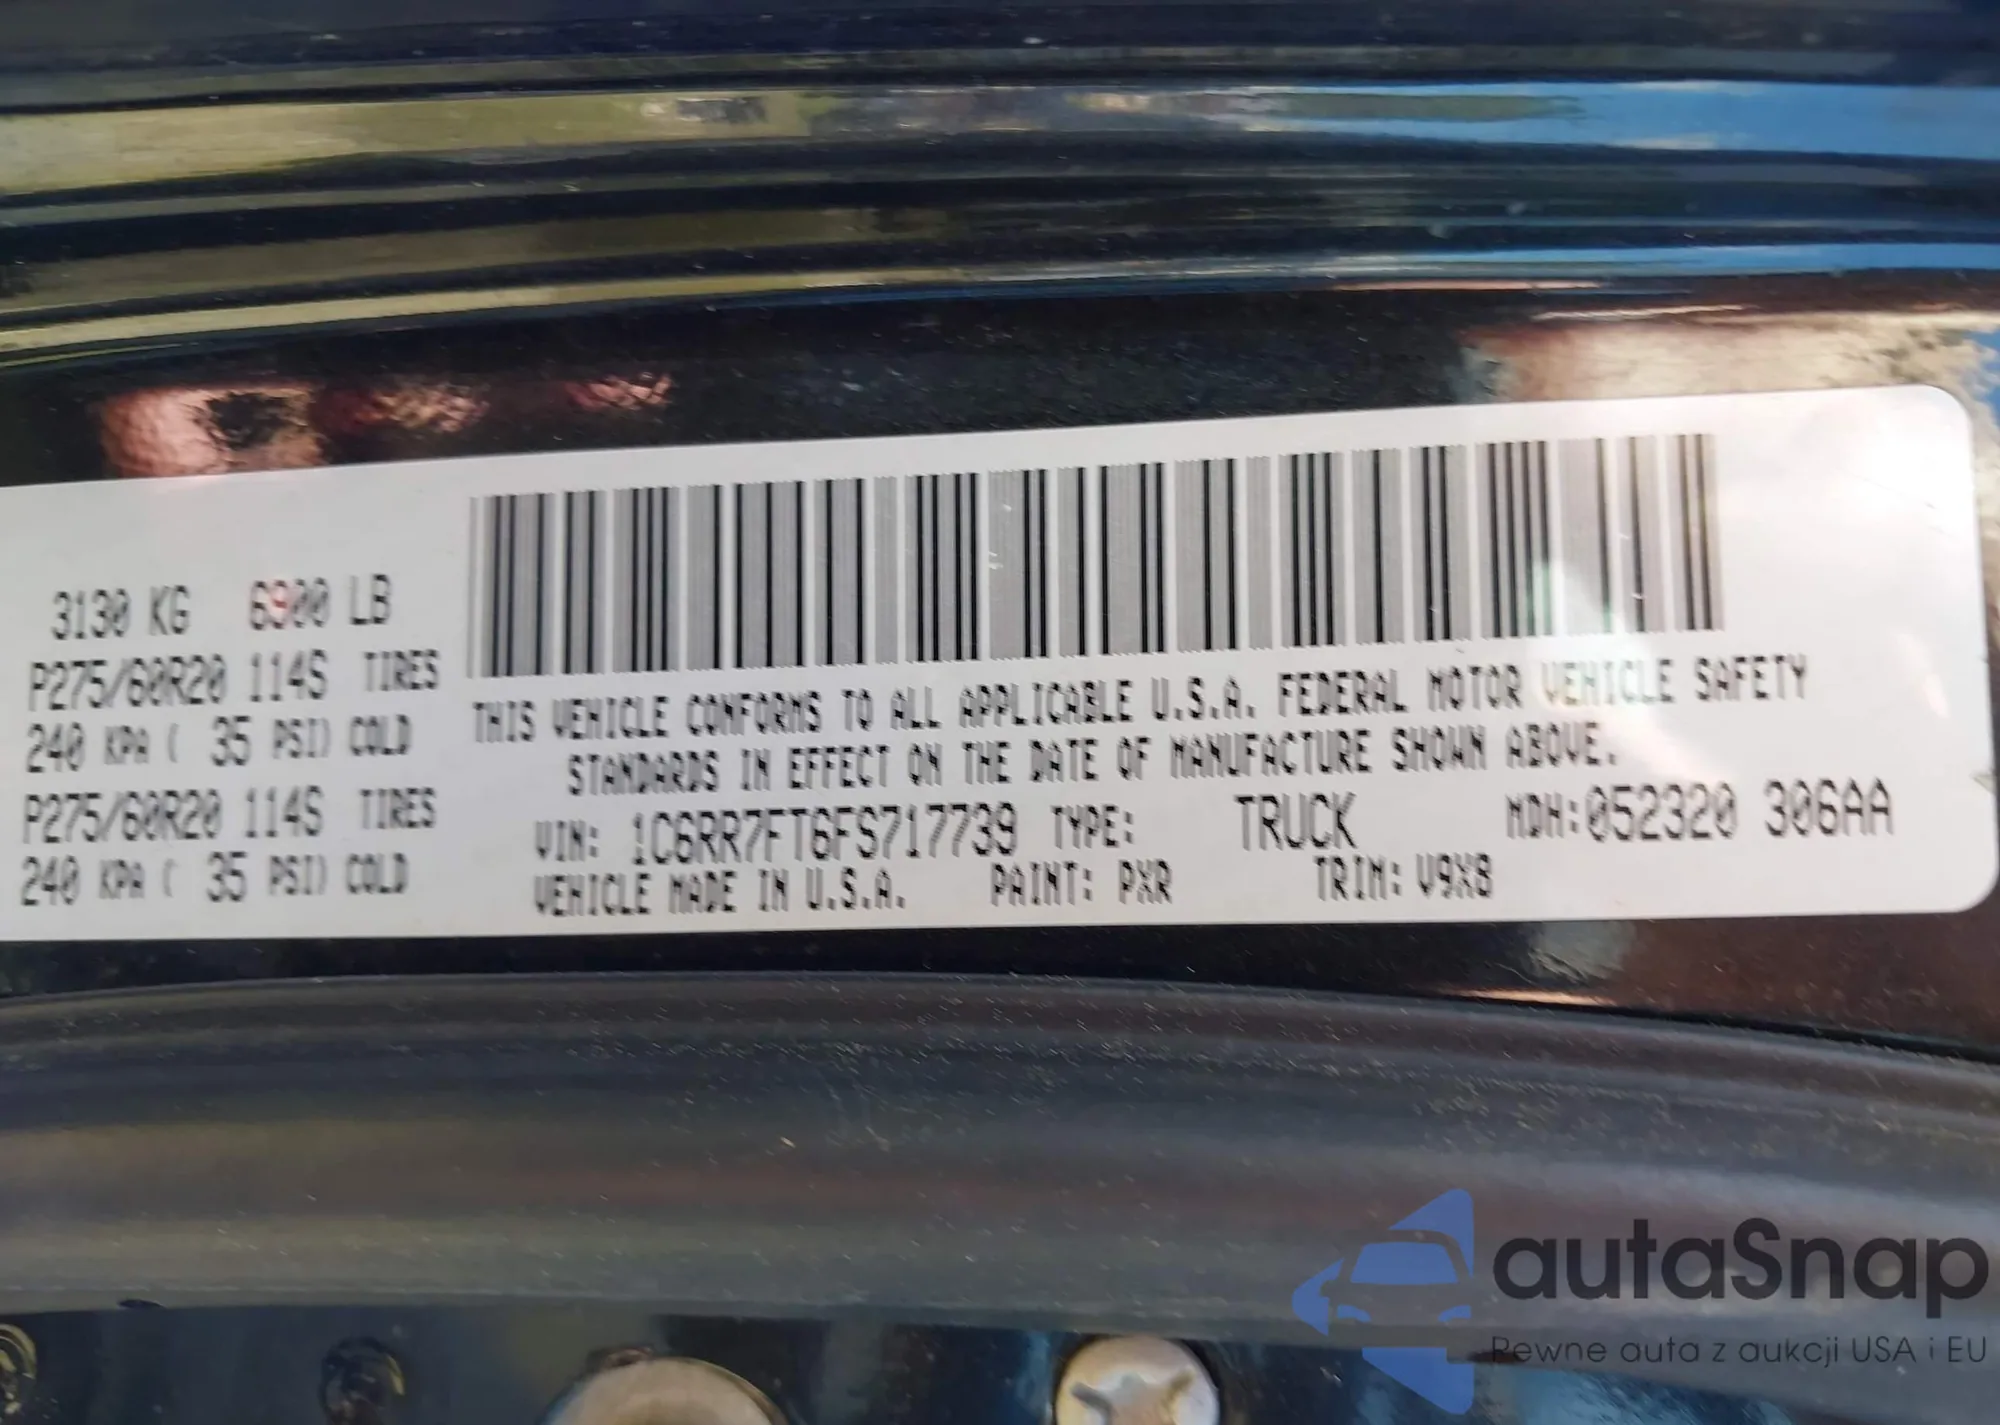 3130 KG 6900 LB
P275/60R20 114S TIRES
240 KPA ( 35 PSI) COLD
P275/60R20 114S TIRES
240 KPA ( 35 PSI) COLD
THIS VEHICLE CONFORMS TO ALL APPLICABLE U.S.A. FEDERAL MOTOR VEHICLE SAFETY
STANDARDS IN EFFECT ON THE DATE OF MANUFACTURE SHOWN ABOVE.
VIN: 1C6RR7FT6FS717739 TYPE: TRUCK MDH:052320 306AA
VEHICLE MADE IN U.S.A. PAINT: PXR TRIM: V9X8
autaSnap
Pewne auta z aukcji USA i EU